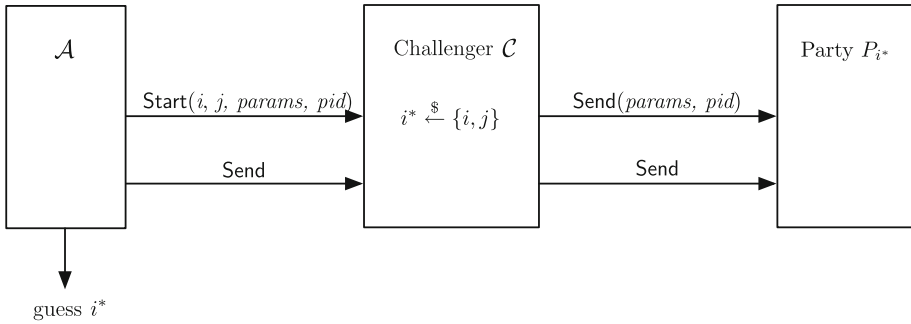 𝒜
Challenger 𝒞
Party P_{i*}
Start(i, j, params, pid)
i* ←$ {i, j}
Send(params, pid)
Send
Send
guess i*